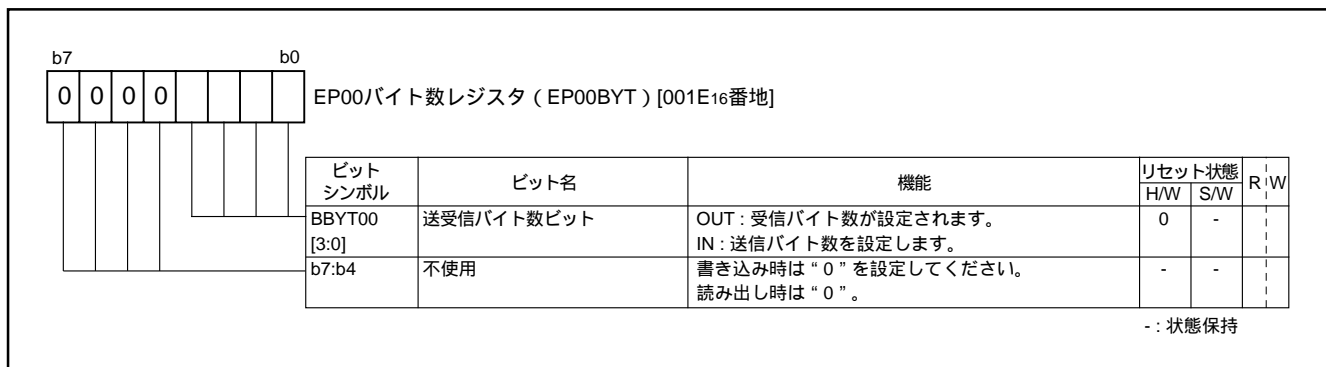 b7 b0
0 0 0 0
EP00バイト数レジスタ ( EP00BYT ) [001E16番地]
ビット シンボル ビット名 機能 リセット状態 H/W S/W R W
BBYT00 [3:0] 送受信バイト数ビット OUT : 受信バイト数が設定されます。 0 -
IN : 送信バイト数を設定します。
b7:b4 不使用 書き込み時は “ 0 ” を設定してください。 - -
読み出し時は “ 0 ” 。
- : 状態保持